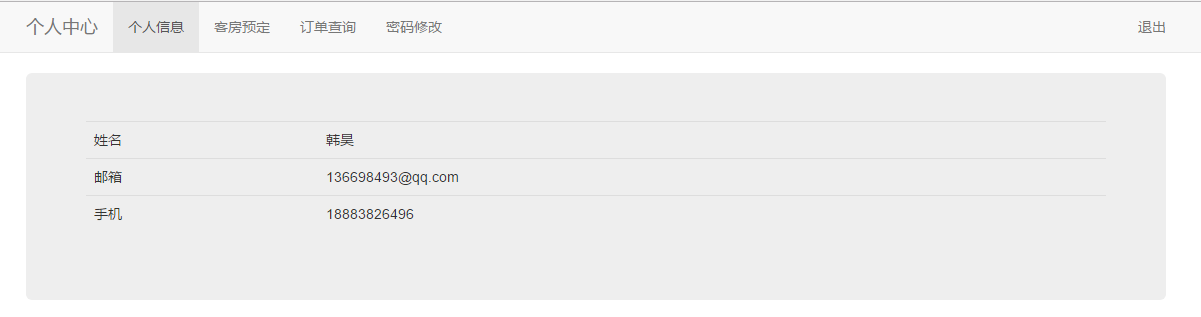 个人中心 个人信息 客房预定 订单查询 密码修改 退出
姓名 韩昊
邮箱 136698493@qq.com
手机 18883826496